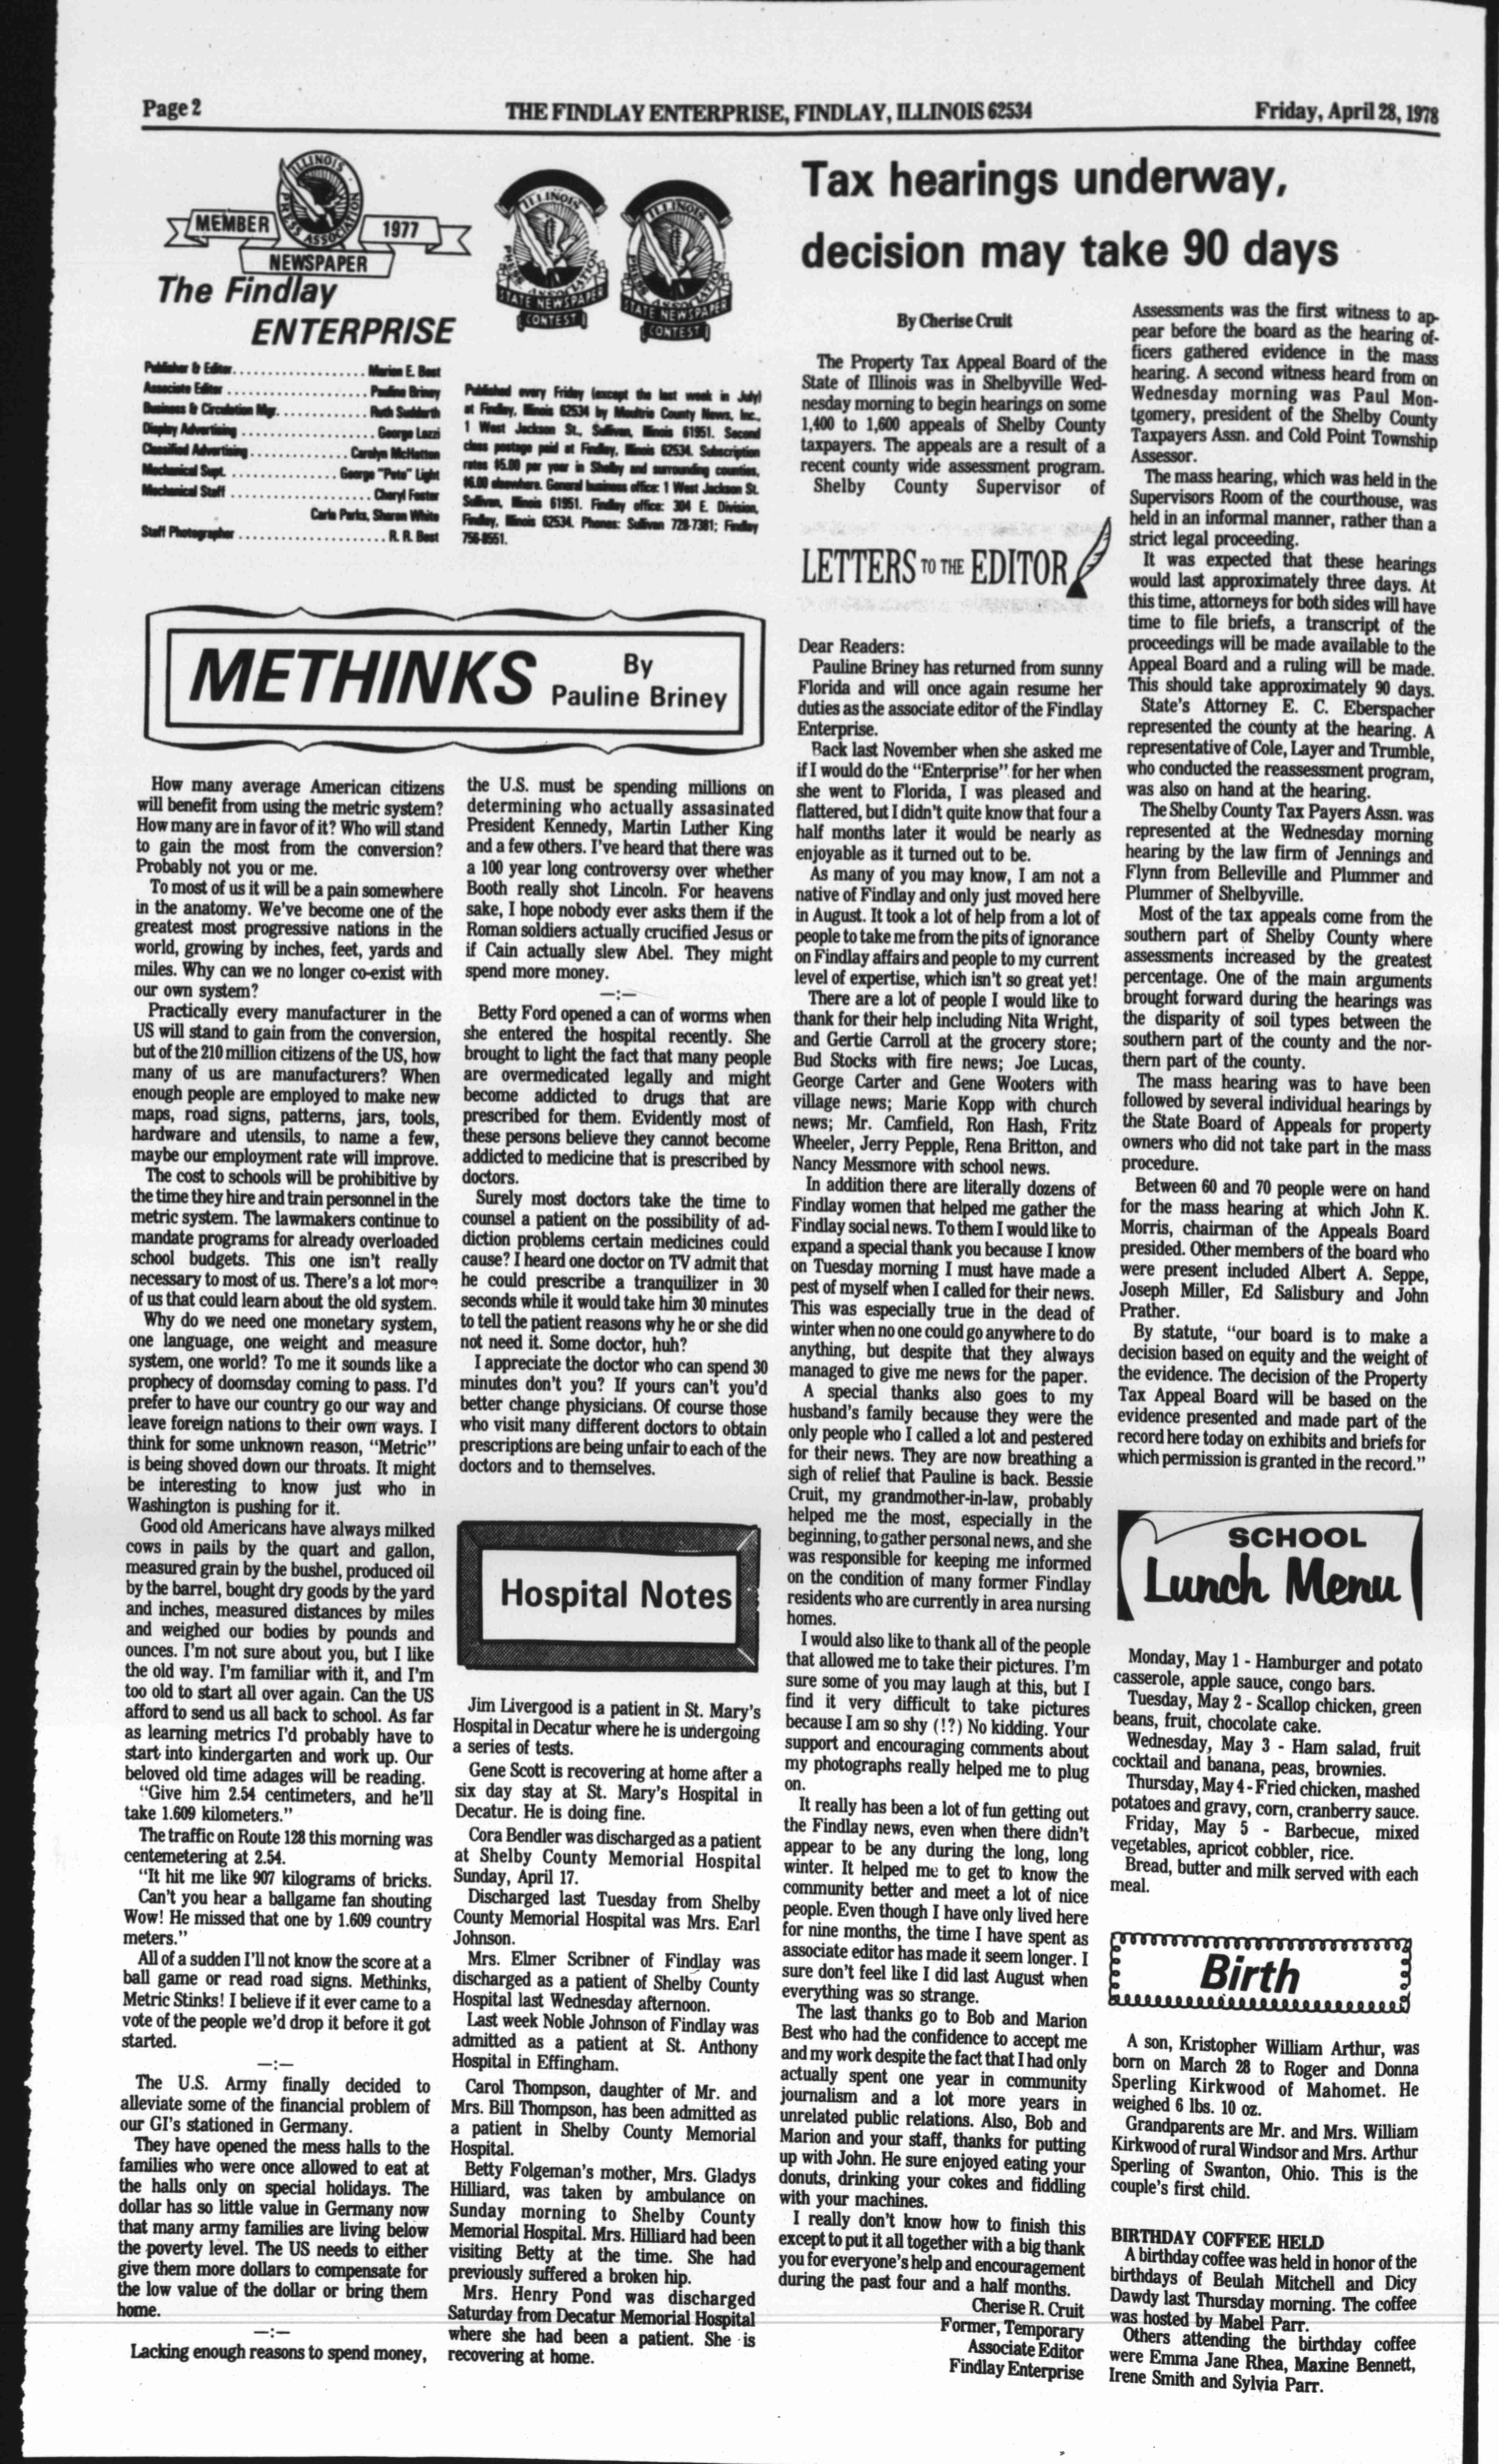 Page 2
THE FINDLAY ENTERPRISE, FINDLAY, ILLINOIS 62534
Friday, April 28, 1978
ILLINOIS
PRESS ASSOCIATION
MEMBER
1977
NEWSPAPER
The Findlay
ENTERPRISE
ILLINOIS
PRESS ASSOCIATION
STATE NEWSPAPER
CONTEST
ILLINOIS
PRESS ASSOCIATION
STATE NEWSPAPER
CONTEST
Publisher & Editor.................... Marion E. Best
Associate Editor ...................... Pauline Briney
Business & Circulation Mgr.............. Ruth Suddarth
Display Advertising .................... George Lazzi
Classified Advertising............... Carolyn McHatton
Mechanical Supt. ................ George "Pete" Light
Mechanical Staff ..................... Cheryl Foster
Carla Parks, Sharon White
Staff Photographer ...................... R. R. Best
Published every Friday (except the last week in July)
at Findlay, Illinois 62534 by Moultrie County News, Inc.,
1 West Jackson St., Sullivan, Illinois 61951. Second
class postage paid at Findlay, Illinois 62534. Subscription
rates $5.00 per year in Shelby and surrounding counties,
$6.00 elsewhere. General business office: 1 West Jackson St.
Sullivan, Illinois 61951. Findlay office: 304 E. Division,
Findlay, Illinois 62534. Phones: Sullivan 728-7381; Findlay
756-8551.
METHINKS
By
Pauline Briney
How many average American citizens
will benefit from using the metric system?
How many are in favor of it? Who will stand
to gain the most from the conversion?
Probably not you or me.
To most of us it will be a pain somewhere
in the anatomy. We've become one of the
greatest most progressive nations in the
world, growing by inches, feet, yards and
miles. Why can we no longer co-exist with
our own system?
Practically every manufacturer in the
US will stand to gain from the conversion,
but of the 210 million citizens of the US, how
many of us are manufacturers? When
enough people are employed to make new
maps, road signs, patterns, jars, tools,
hardware and utensils, to name a few,
maybe our employment rate will improve.
The cost to schools will be prohibitive by
the time they hire and train personnel in the
metric system. The lawmakers continue to
mandate programs for already overloaded
school budgets. This one isn't really
necessary to most of us. There's a lot more
of us that could learn about the old system.
Why do we need one monetary system,
one language, one weight and measure
system, one world? To me it sounds like a
prophecy of doomsday coming to pass. I'd
prefer to have our country go our way and
leave foreign nations to their own ways. I
think for some unknown reason, "Metric"
is being shoved down our throats. It might
be interesting to know just who in
Washington is pushing for it.
Good old Americans have always milked
cows in pails by the quart and gallon,
measured grain by the bushel, produced oil
by the barrel, bought dry goods by the yard
and inches, measured distances by miles
and weighed our bodies by pounds and
ounces. I'm not sure about you, but I like
the old way. I'm familiar with it, and I'm
too old to start all over again. Can the US
afford to send us all back to school. As far
as learning metrics I'd probably have to
start into kindergarten and work up. Our
beloved old time adages will be reading.
"Give him 2.54 centimeters, and he'll
take 1.609 kilometers."
The traffic on Route 128 this morning was
centemetering at 2.54.
"It hit me like 907 kilograms of bricks.
Can't you hear a ballgame fan shouting
Wow! He missed that one by 1.609 country
meters."
All of a sudden I'll not know the score at a
ball game or read road signs. Methinks,
Metric Stinks! I believe if it ever came to a
vote of the people we'd drop it before it got
started.
—:—
The U.S. Army finally decided to
alleviate some of the financial problem of
our GI's stationed in Germany.
They have opened the mess halls to the
families who were once allowed to eat at
the halls only on special holidays. The
dollar has so little value in Germany now
that many army families are living below
the poverty level. The US needs to either
give them more dollars to compensate for
the low value of the dollar or bring them
home.
—:—
Lacking enough reasons to spend money,
the U.S. must be spending millions on
determining who actually assasinated
President Kennedy, Martin Luther King
and a few others. I've heard that there was
a 100 year long controversy over whether
Booth really shot Lincoln. For heavens
sake, I hope nobody ever asks them if the
Roman soldiers actually crucified Jesus or
if Cain actually slew Abel. They might
spend more money.
—:—
Betty Ford opened a can of worms when
she entered the hospital recently. She
brought to light the fact that many people
are overmedicated legally and might
become addicted to drugs that are
prescribed for them. Evidently most of
these persons believe they cannot become
addicted to medicine that is prescribed by
doctors.
Surely most doctors take the time to
counsel a patient on the possibility of ad-
diction problems certain medicines could
cause? I heard one doctor on TV admit that
he could prescribe a tranquilizer in 30
seconds while it would take him 30 minutes
to tell the patient reasons why he or she did
not need it. Some doctor, huh?
I appreciate the doctor who can spend 30
minutes don't you? If yours can't you'd
better change physicians. Of course those
who visit many different doctors to obtain
prescriptions are being unfair to each of the
doctors and to themselves.
Hospital Notes
Jim Livergood is a patient in St. Mary's
Hospital in Decatur where he is undergoing
a series of tests.
Gene Scott is recovering at home after a
six day stay at St. Mary's Hospital in
Decatur. He is doing fine.
Cora Bendler was discharged as a patient
at Shelby County Memorial Hospital
Sunday, April 17.
Discharged last Tuesday from Shelby
County Memorial Hospital was Mrs. Earl
Johnson.
Mrs. Elmer Scribner of Findlay was
discharged as a patient of Shelby County
Hospital last Wednesday afternoon.
Last week Noble Johnson of Findlay was
admitted as a patient at St. Anthony
Hospital in Effingham.
Carol Thompson, daughter of Mr. and
Mrs. Bill Thompson, has been admitted as
a patient in Shelby County Memorial
Hospital.
Betty Folgeman's mother, Mrs. Gladys
Hilliard, was taken by ambulance on
Sunday morning to Shelby County
Memorial Hospital. Mrs. Hilliard had been
visiting Betty at the time. She had
previously suffered a broken hip.
Mrs. Henry Pond was discharged
Saturday from Decatur Memorial Hospital
where she had been a patient. She is
recovering at home.
Tax hearings underway,
decision may take 90 days
By Cherise Cruit
The Property Tax Appeal Board of the
State of Illinois was in Shelbyville Wed-
nesday morning to begin hearings on some
1,400 to 1,600 appeals of Shelby County
taxpayers. The appeals are a result of a
recent county wide assessment program.
Shelby County Supervisor of
Assessments was the first witness to ap-
pear before the board as the hearing of-
ficers gathered evidence in the mass
hearing. A second witness heard from on
Wednesday morning was Paul Mon-
tgomery, president of the Shelby County
Taxpayers Assn. and Cold Point Township
Assessor.
The mass hearing, which was held in the
Supervisors Room of the courthouse, was
held in an informal manner, rather than a
strict legal proceeding.
It was expected that these hearings
would last approximately three days. At
this time, attorneys for both sides will have
time to file briefs, a transcript of the
proceedings will be made available to the
Appeal Board and a ruling will be made.
This should take approximately 90 days.
State's Attorney E. C. Eberspacher
represented the county at the hearing. A
representative of Cole, Layer and Trumble,
who conducted the reassessment program,
was also on hand at the hearing.
The Shelby County Tax Payers Assn. was
represented at the Wednesday morning
hearing by the law firm of Jennings and
Flynn from Belleville and Plummer and
Plummer of Shelbyville.
Most of the tax appeals come from the
southern part of Shelby County where
assessments increased by the greatest
percentage. One of the main arguments
brought forward during the hearings was
the disparity of soil types between the
southern part of the county and the nor-
thern part of the county.
The mass hearing was to have been
followed by several individual hearings by
the State Board of Appeals for property
owners who did not take part in the mass
procedure.
Between 60 and 70 people were on hand
for the mass hearing at which John K.
Morris, chairman of the Appeals Board
presided. Other members of the board who
were present included Albert A. Seppe,
Joseph Miller, Ed Salisbury and John
Prather.
By statute, "our board is to make a
decision based on equity and the weight of
the evidence. The decision of the Property
Tax Appeal Board will be based on the
evidence presented and made part of the
record here today on exhibits and briefs for
which permission is granted in the record."
LETTERS TO THE EDITOR
Dear Readers:
Pauline Briney has returned from sunny
Florida and will once again resume her
duties as the associate editor of the Findlay
Enterprise.
Back last November when she asked me
if I would do the "Enterprise" for her when
she went to Florida, I was pleased and
flattered, but I didn't quite know that four a
half months later it would be nearly as
enjoyable as it turned out to be.
As many of you may know, I am not a
native of Findlay and only just moved here
in August. It took a lot of help from a lot of
people to take me from the pits of ignorance
on Findlay affairs and people to my current
level of expertise, which isn't so great yet!
There are a lot of people I would like to
thank for their help including Nita Wright,
and Gertie Carroll at the grocery store;
Bud Stocks with fire news; Joe Lucas,
George Carter and Gene Wooters with
village news; Marie Kopp with church
news; Mr. Camfield, Ron Hash, Fritz
Wheeler, Jerry Pepple, Rena Britton, and
Nancy Messmore with school news.
In addition there are literally dozens of
Findlay women that helped me gather the
Findlay social news. To them I would like to
expand a special thank you because I know
on Tuesday morning I must have made a
pest of myself when I called for their news.
This was especially true in the dead of
winter when no one could go anywhere to do
anything, but despite that they always
managed to give me news for the paper.
A special thanks also goes to my
husband's family because they were the
only people who I called a lot and pestered
for their news. They are now breathing a
sigh of relief that Pauline is back. Bessie
Cruit, my grandmother-in-law, probably
helped me the most, especially in the
beginning, to gather personal news, and she
was responsible for keeping me informed
on the condition of many former Findlay
residents who are currently in area nursing
homes.
I would also like to thank all of the people
that allowed me to take their pictures. I'm
sure some of you may laugh at this, but I
find it very difficult to take pictures
because I am so shy (!?) No kidding. Your
support and encouraging comments about
my photographs really helped me to plug
on.
It really has been a lot of fun getting out
the Findlay news, even when there didn't
appear to be any during the long, long
winter. It helped me to get to know the
community better and meet a lot of nice
people. Even though I have only lived here
for nine months, the time I have spent as
associate editor has made it seem longer. I
sure don't feel like I did last August when
everything was so strange.
The last thanks go to Bob and Marion
Best who had the confidence to accept me
and my work despite the fact that I had only
actually spent one year in community
journalism and a lot more years in
unrelated public relations. Also, Bob and
Marion and your staff, thanks for putting
up with John. He sure enjoyed eating your
donuts, drinking your cokes and fiddling
with your machines.
I really don't know how to finish this
except to put it all together with a big thank
you for everyone's help and encouragement
during the past four and a half months.
Cherise R. Cruit
Former, Temporary
Associate Editor
Findlay Enterprise
SCHOOL
Lunch Menu
Monday, May 1 - Hamburger and potato
casserole, apple sauce, congo bars.
Tuesday, May 2 - Scallop chicken, green
beans, fruit, chocolate cake.
Wednesday, May 3 - Ham salad, fruit
cocktail and banana, peas, brownies.
Thursday, May 4 - Fried chicken, mashed
potatoes and gravy, corn, cranberry sauce.
Friday, May 5 - Barbecue, mixed
vegetables, apricot cobbler, rice.
Bread, butter and milk served with each
meal.
Birth
A son, Kristopher William Arthur, was
born on March 28 to Roger and Donna
Sperling Kirkwood of Mahomet. He
weighed 6 lbs. 10 oz.
Grandparents are Mr. and Mrs. William
Kirkwood of rural Windsor and Mrs. Arthur
Sperling of Swanton, Ohio. This is the
couple's first child.
BIRTHDAY COFFEE HELD
A birthday coffee was held in honor of the
birthdays of Beulah Mitchell and Dicy
Dawdy last Thursday morning. The coffee
was hosted by Mabel Parr.
Others attending the birthday coffee
were Emma Jane Rhea, Maxine Bennett,
Irene Smith and Sylvia Parr.